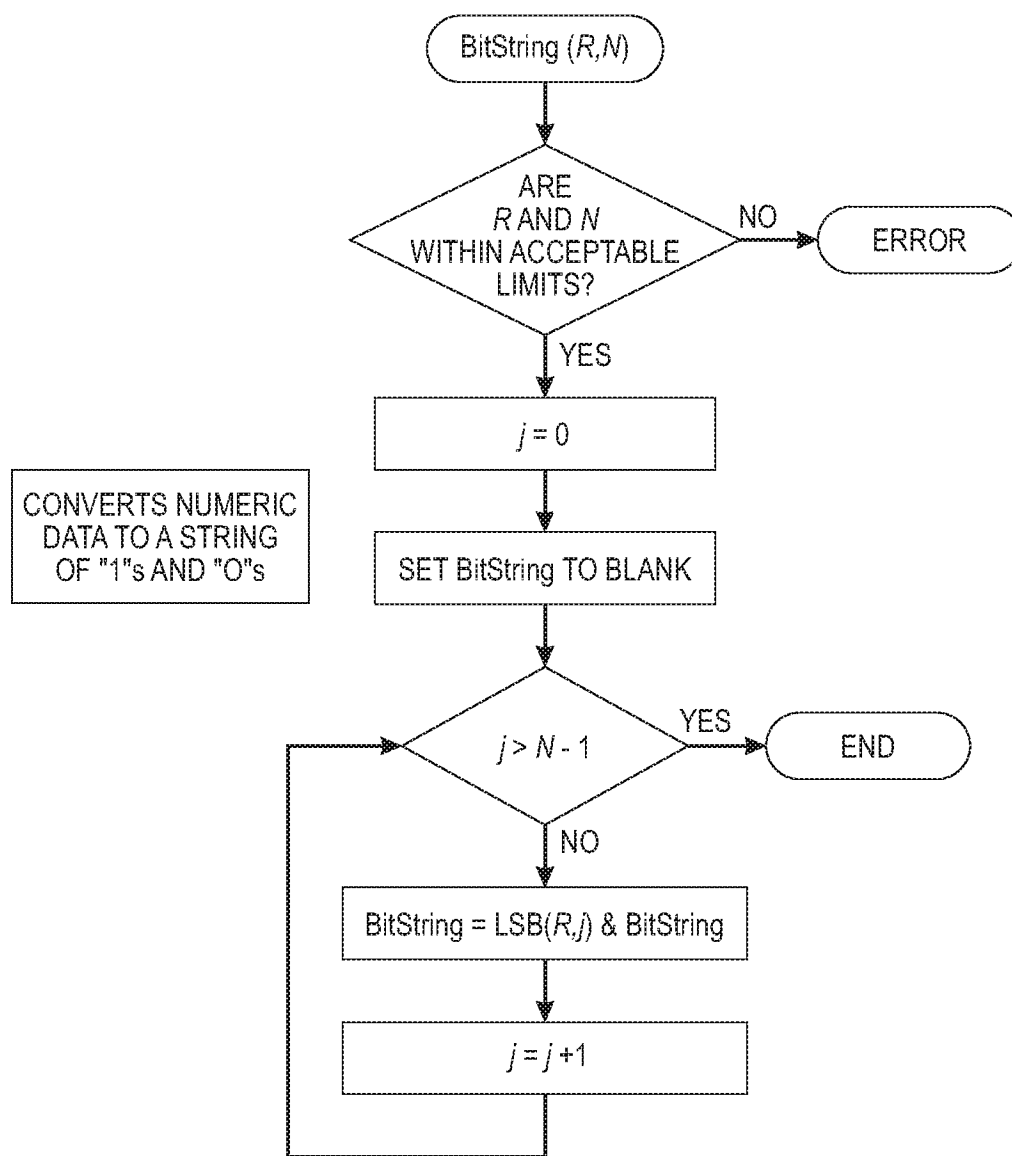 BitString (R,N)
ARE
R AND N
WITHIN ACCEPTABLE
LIMITS?
NO
ERROR
YES
j = 0
CONVERTS NUMERIC
DATA TO A STRING
OF "1"s AND "O"s
SET BitString TO BLANK
j > N - 1
YES
END
NO
BitString = LSB(R,j) & BitString
j = j +1